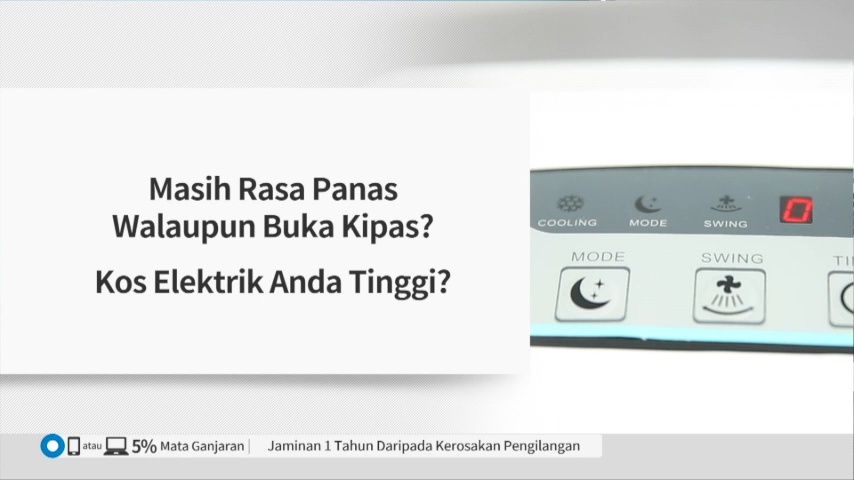 Masih Rasa Panas
Walaupun Buka Kipas?
Kos Elektrik Anda Tinggi?
COOLING MODE SWING 0
MODE SWING
atau 5% Mata Ganjaran | Jaminan 1 Tahun Daripada Kerosakan Pengilangan